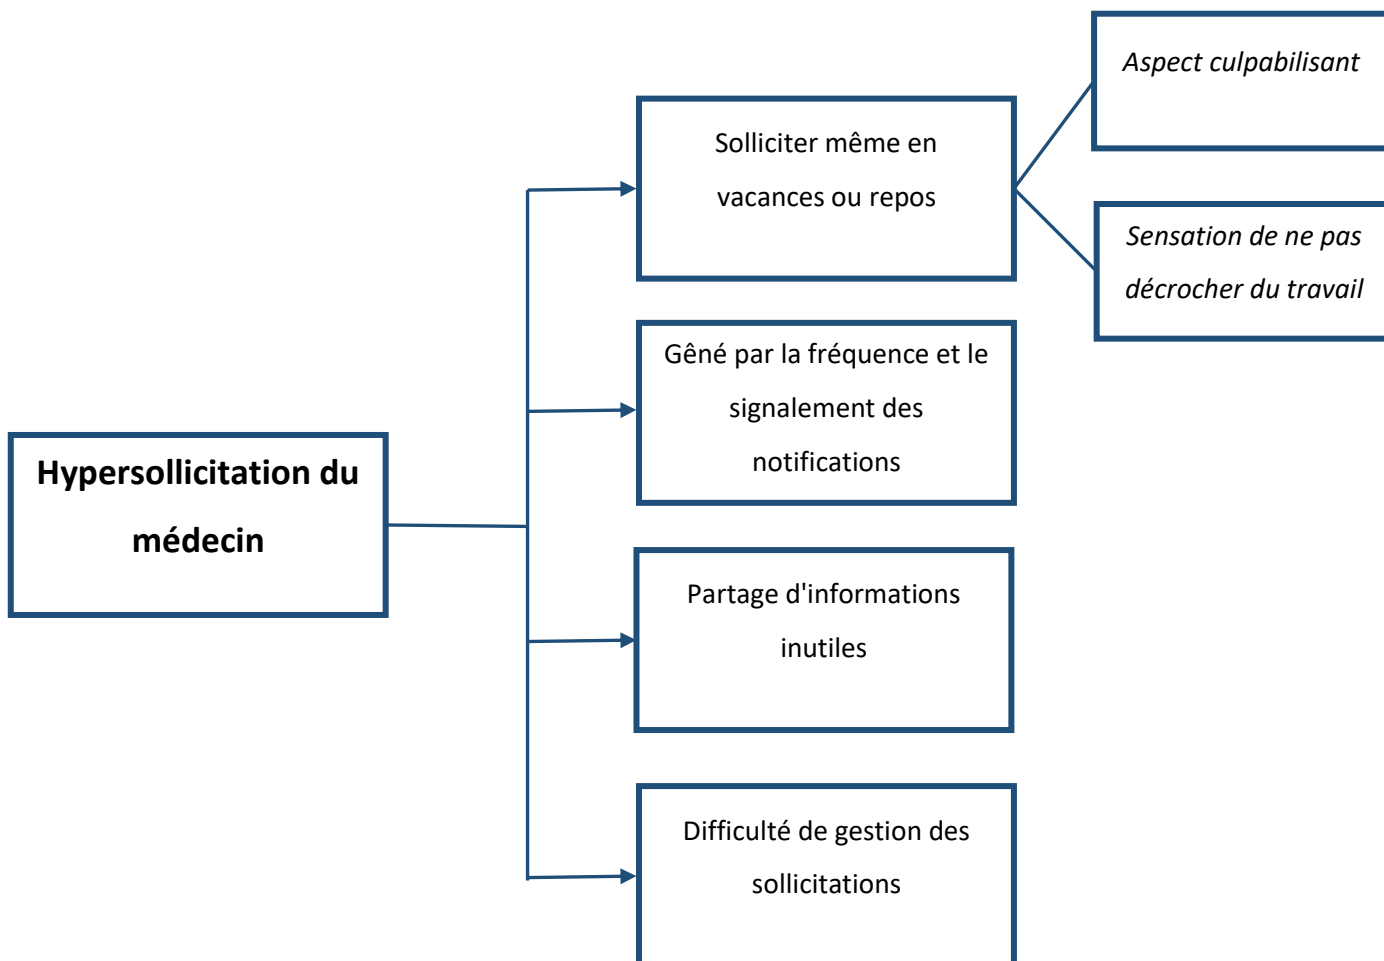 Aspect culpabilisant
Solliciter même en
vacances ou repos
Sensation de ne pas
décrocher du travail
Gêné par la fréquence et le
signalement des
notifications
Hypersollicitation du
médecin
Partage d'informations
inutiles
Difficulté de gestion des
sollicitations